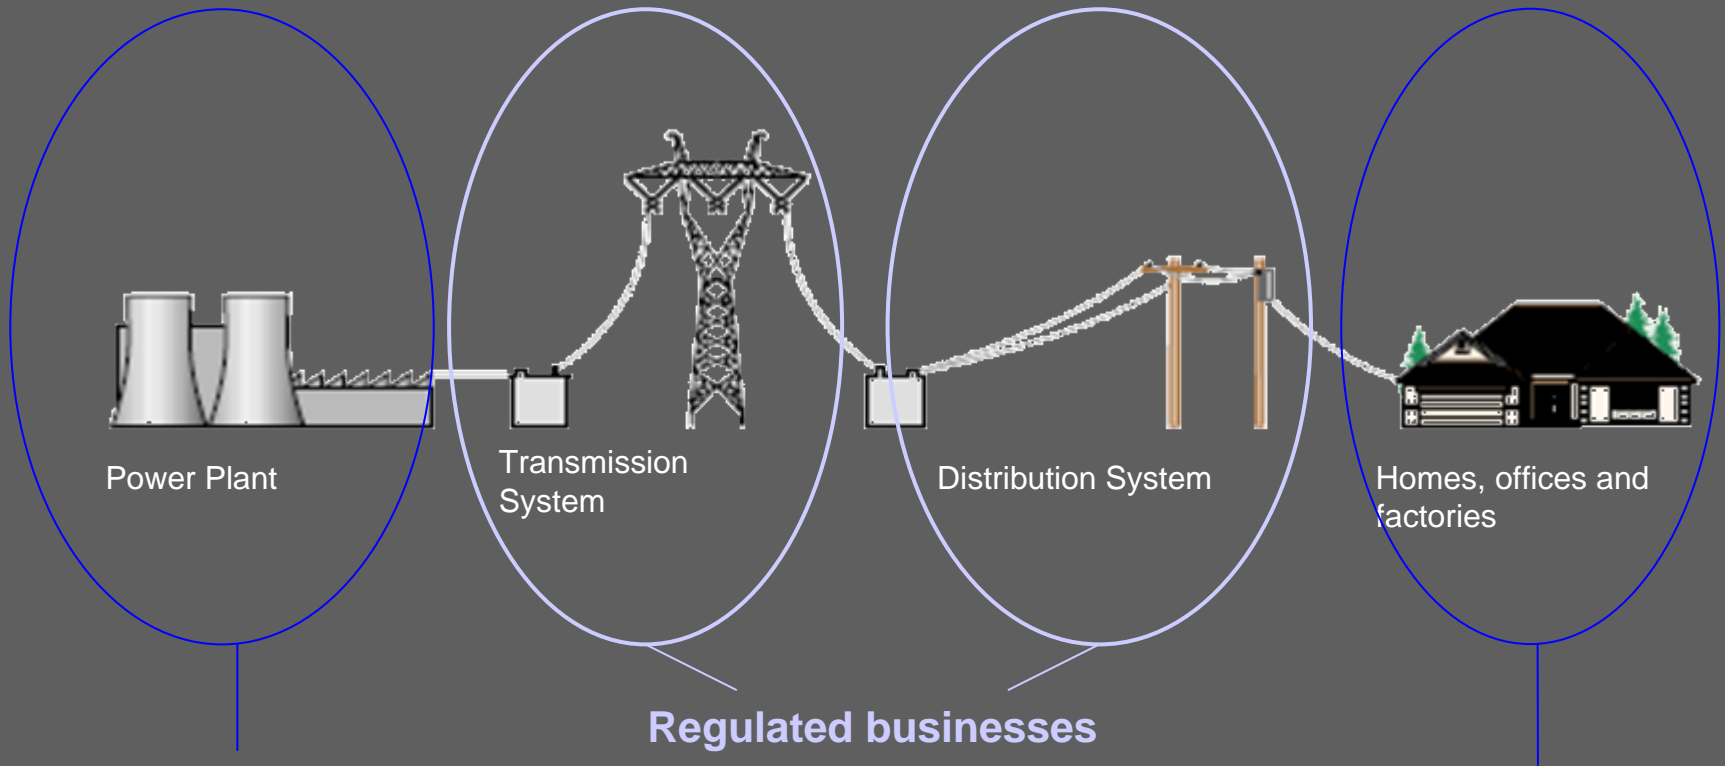 Power Plant
Transmission
System
Distribution System
Homes, offices and
factories
Regulated businesses